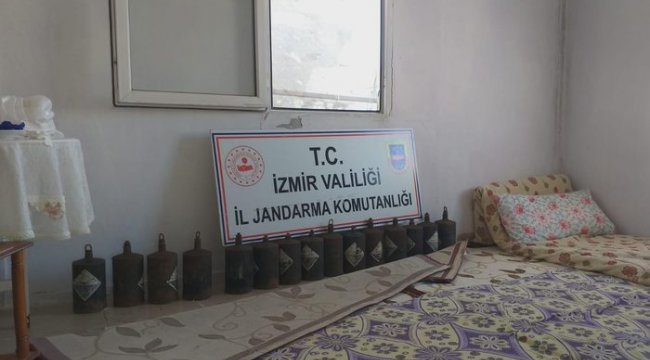 T.C.
İZMİR VALİLİĞİ
İL JANDARMA KOMUTANLIĞI